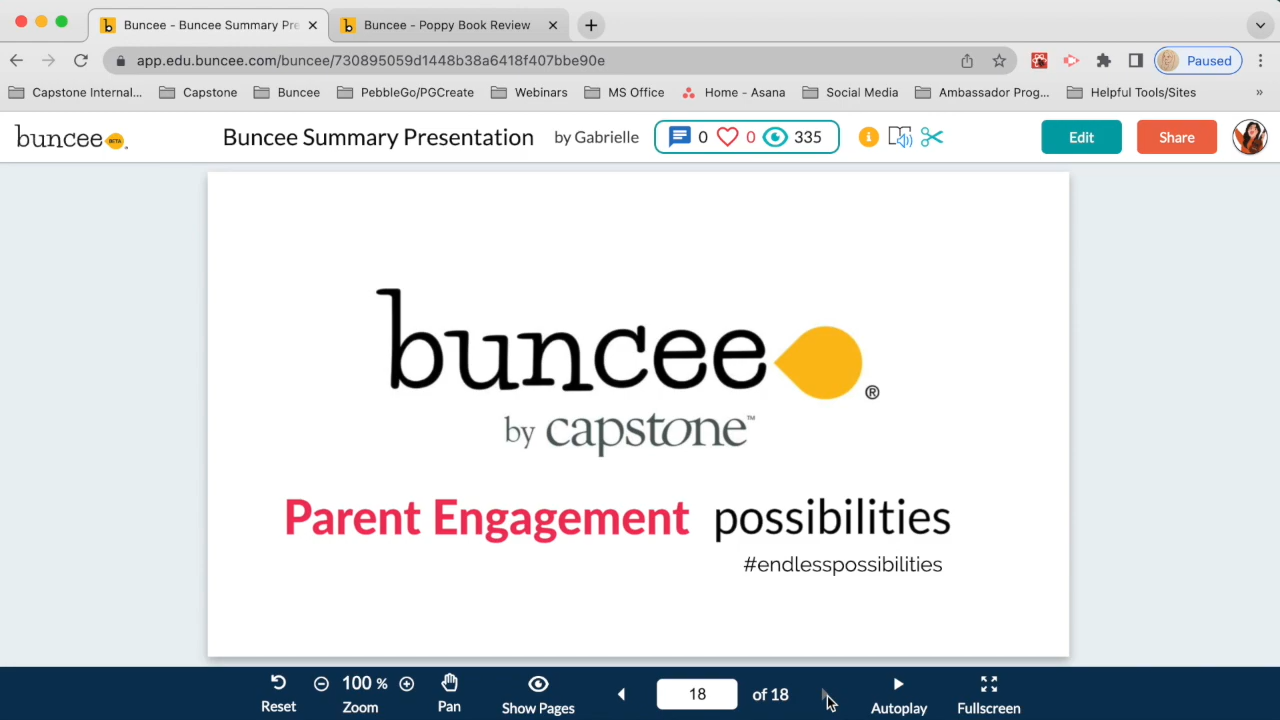 Buncee - Buncee Summary Pre
Buncee - Poppy Book Review
app.edu.buncee.com/buncee/730895059d1448b28a6418f407bbe90e
Paused
Capstone Internal...
Capstone
Buncee
PebbleGo/PGCreate
Webinars
MS Office
Home - Asana
Social Media
Ambassador Prog...
Helpful Tools/Sites
»
buncee BETA
Buncee Summary Presentation
by Gabrielle
0
0
335
Edit
Share
buncee®
by capstone™
Parent Engagement possibilities
#endlesspossibilities
Reset
100 %
Zoom
Pan
Show Pages
18
of 18
Autoplay
Fullscreen